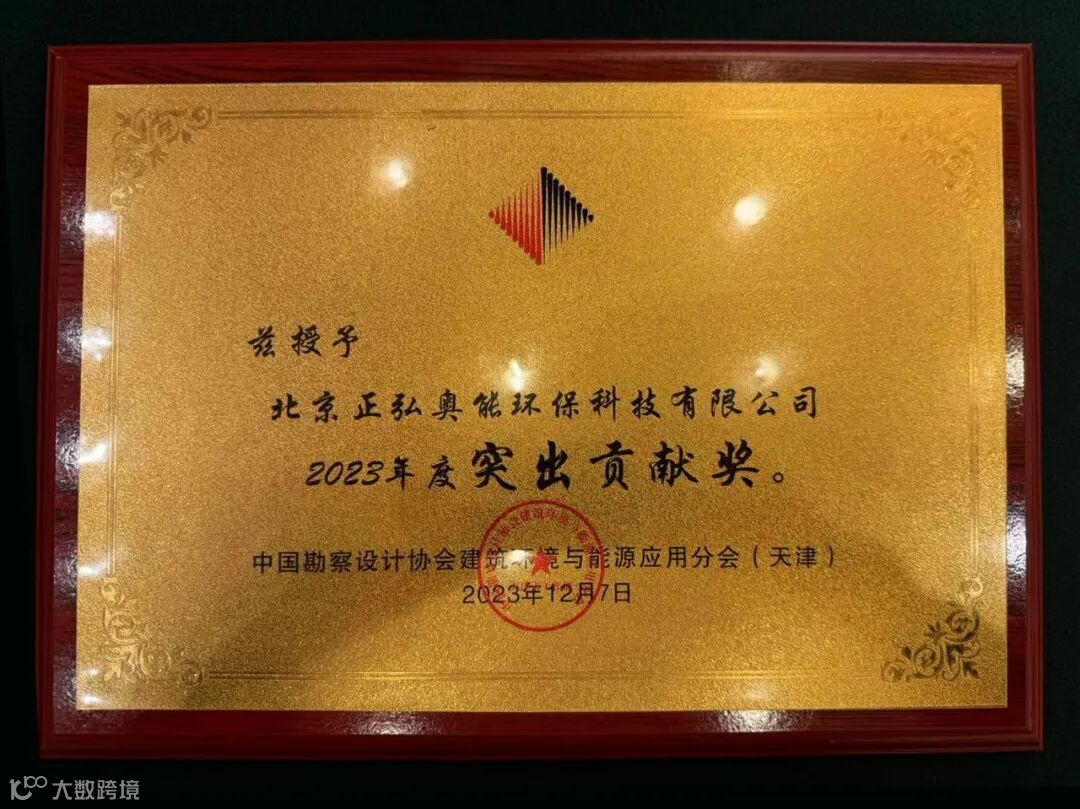 兹授予
北京正弘奥能环保科技有限公司
2023年度突出贡献奖。
中国勘察设计协会建筑环境与能源应用分会（天津）
2023年12月7日
大数跨境